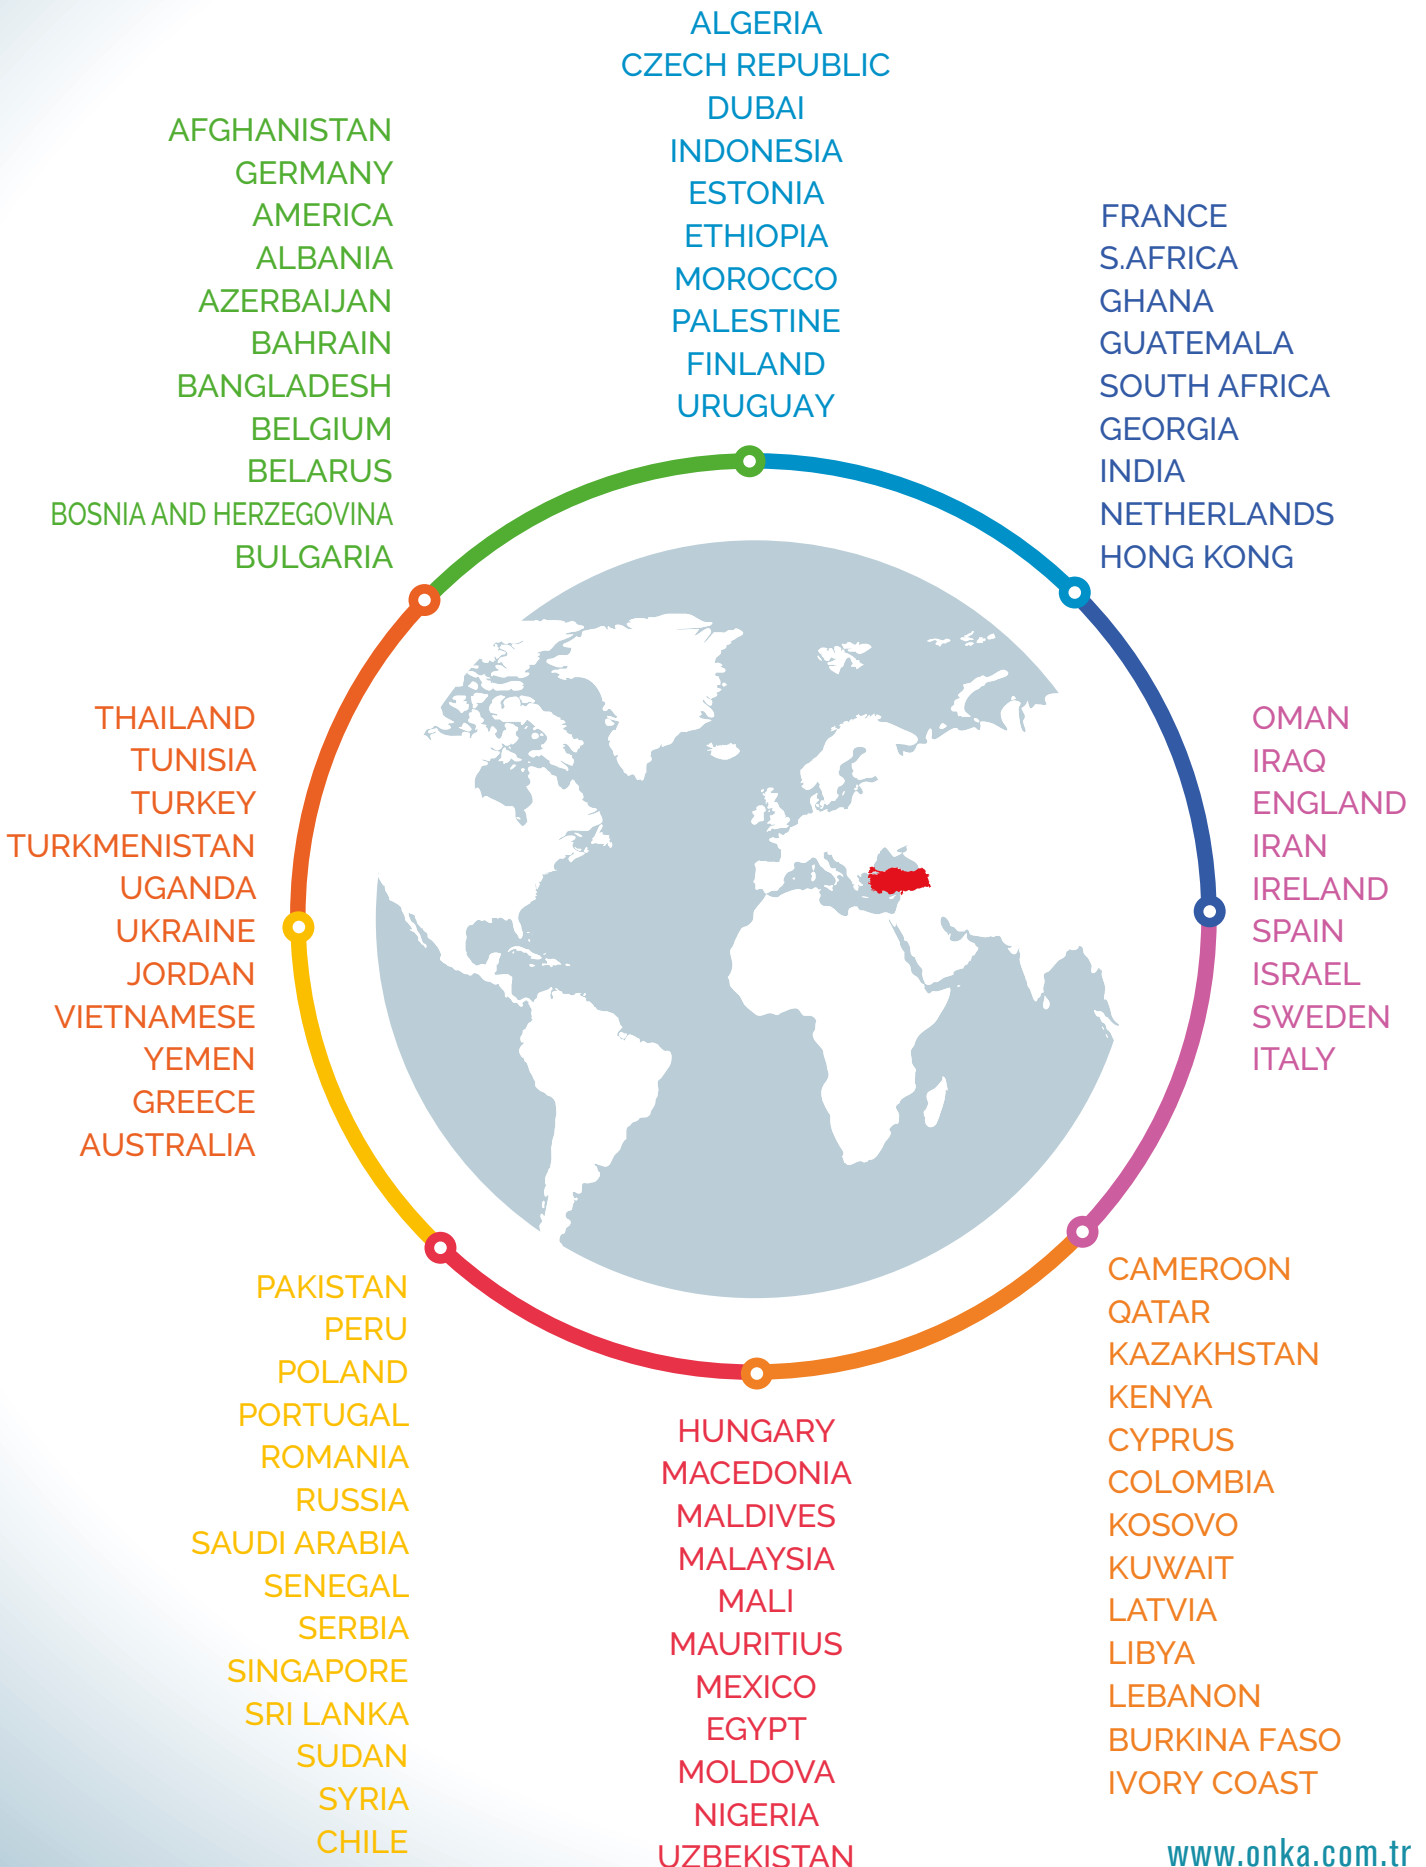 ALGERIA
CZECH REPUBLIC
DUBAI
INDONESIA
ESTONIA
ETHIOPIA
MOROCCO
PALESTINE
FINLAND
URUGUAY
AFGHANISTAN
GERMANY
AMERICA
ALBANIA
AZERBAIJAN
BAHRAIN
BANGLADESH
BELGIUM
BELARUS
BOSNIA AND HERZEGOVINA
BULGARIA
FRANCE
S.AFRICA
GHANA
GUATEMALA
SOUTH AFRICA
GEORGIA
INDIA
NETHERLANDS
HONG KONG
THAILAND
TUNISIA
TURKEY
TURKMENISTAN
UGANDA
UKRAINE
JORDAN
VIETNAMESE
YEMEN
GREECE
AUSTRALIA
OMAN
IRAQ
ENGLAND
IRAN
IRELAND
SPAIN
ISRAEL
SWEDEN
ITALY
PAKISTAN
PERU
POLAND
PORTUGAL
ROMANIA
RUSSIA
SAUDI ARABIA
SENEGAL
SERBIA
SINGAPORE
SRI LANKA
SUDAN
SYRIA
CHILE
HUNGARY
MACEDONIA
MALDIVES
MALAYSIA
MALI
MAURITIUS
MEXICO
EGYPT
MOLDOVA
NIGERIA
UZBEKISTAN
CAMEROON
QATAR
KAZAKHSTAN
KENYA
CYPRUS
COLOMBIA
KOSOVO
KUWAIT
LATVIA
LIBYA
LEBANON
BURKINA FASO
IVORY COAST
www.onka.com.tr